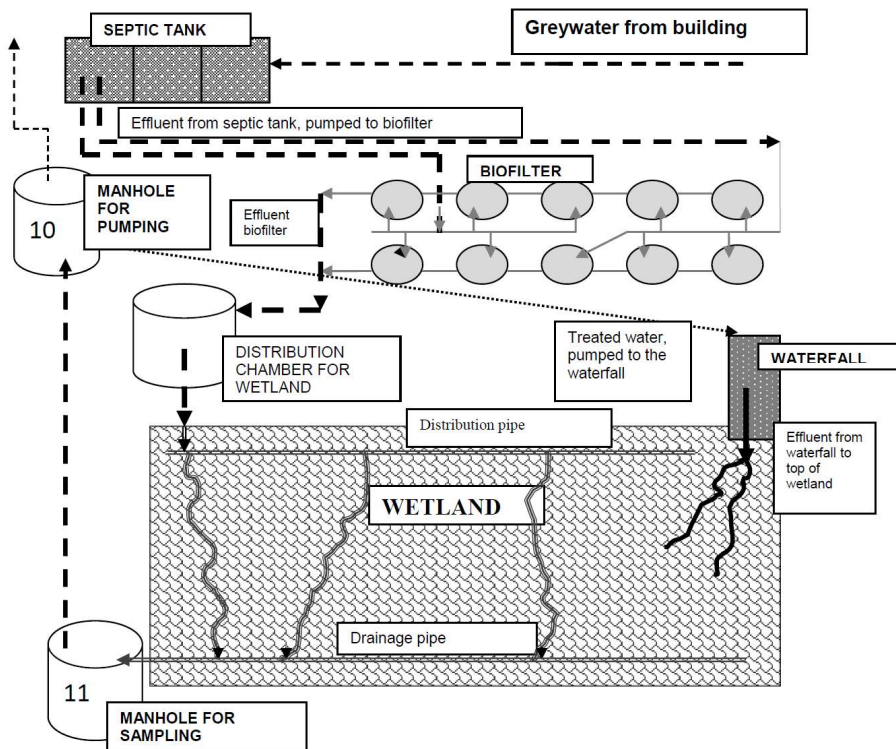 SEPTIC TANK
Greywater from building
Effluent from septic tank, pumped to biofilter
BIOFILTER
MANHOLE
FOR
PUMPING
10
Effluent
biofilter
DISTRIBUTION
CHAMBER FOR
WETLAND
Treated water,
pumped to the
waterfall
WATERFALL
Distribution pipe
Effluent from
waterfall to
top of
wetland
WETLAND
Drainage pipe
11
MANHOLE FOR
SAMPLING